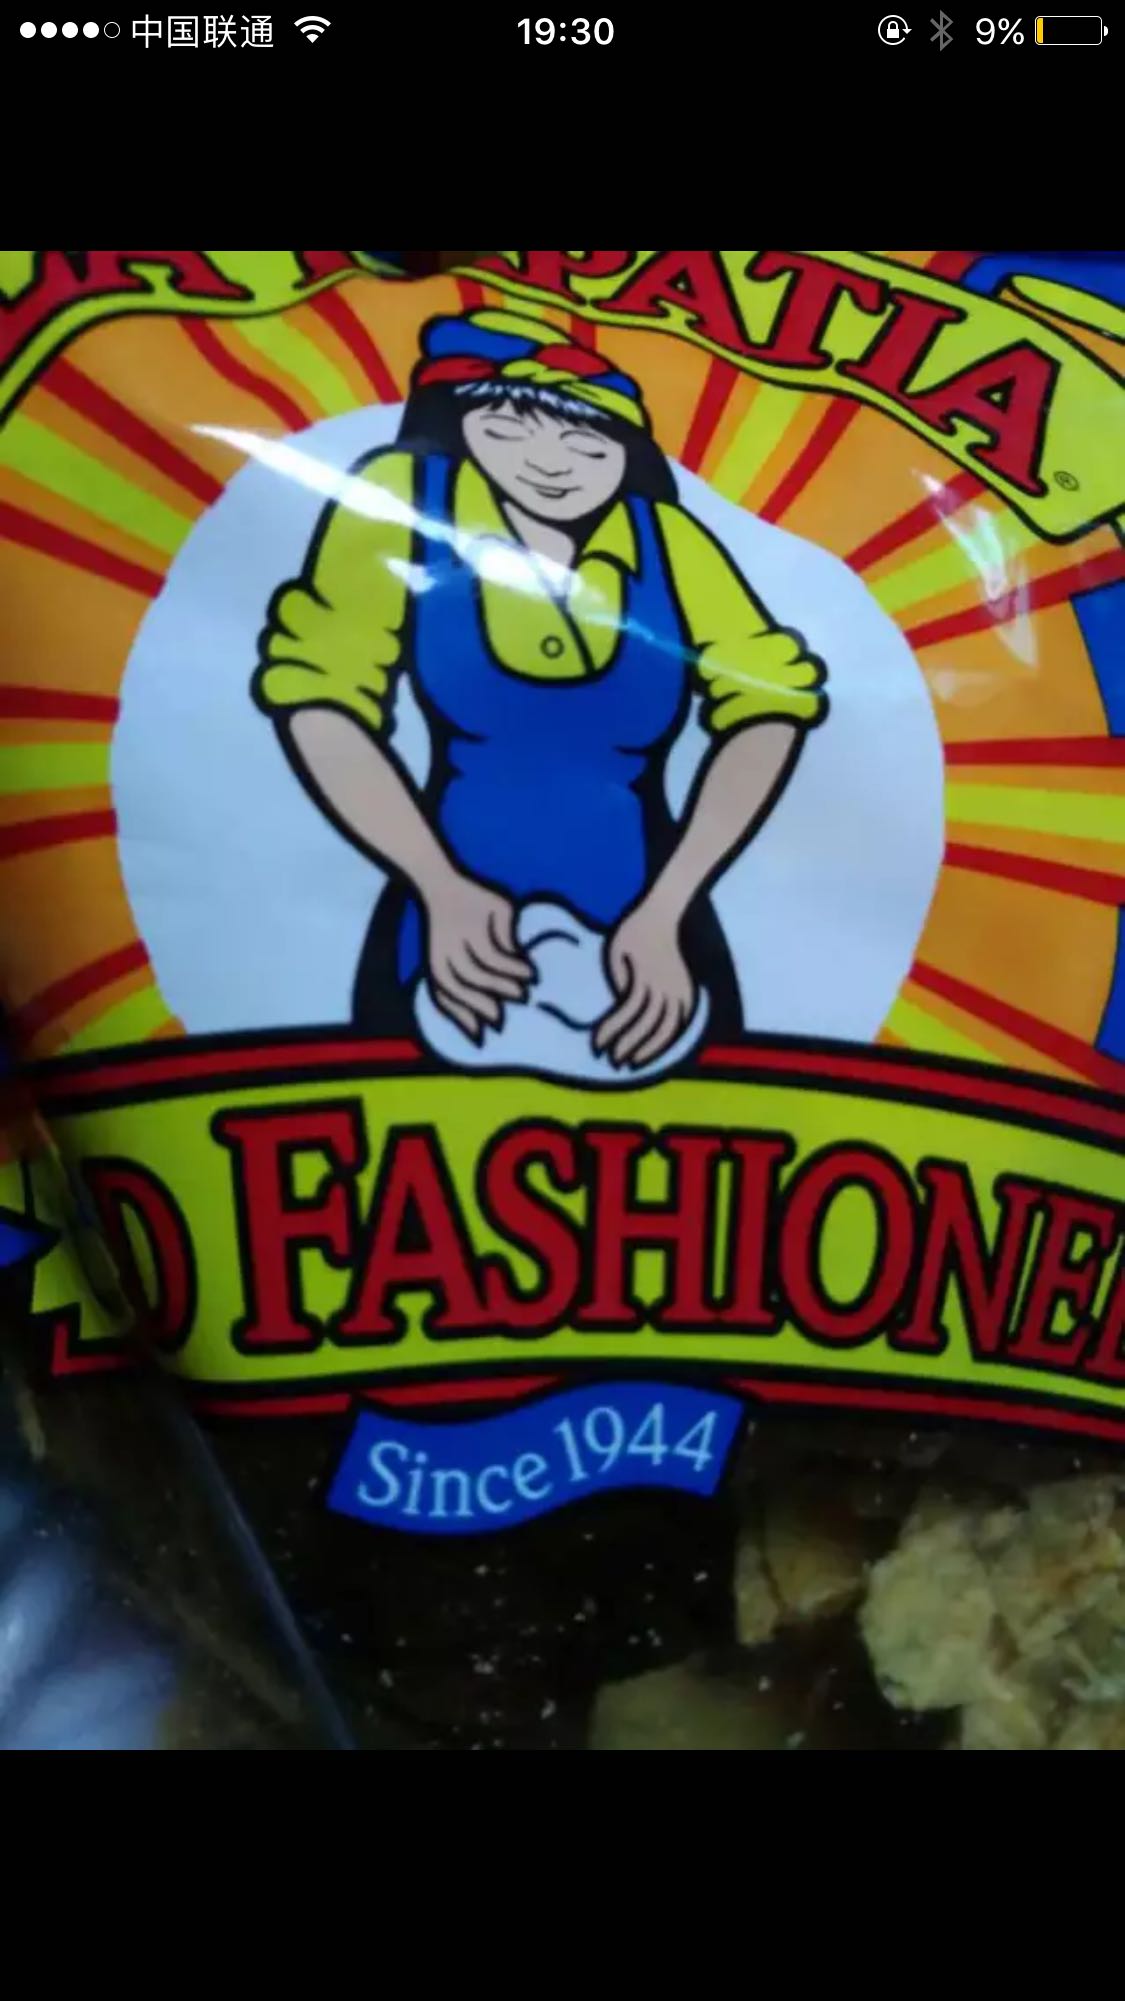 中国联通 19:30 9%
PATIA®
FASHIONE
Since 1944